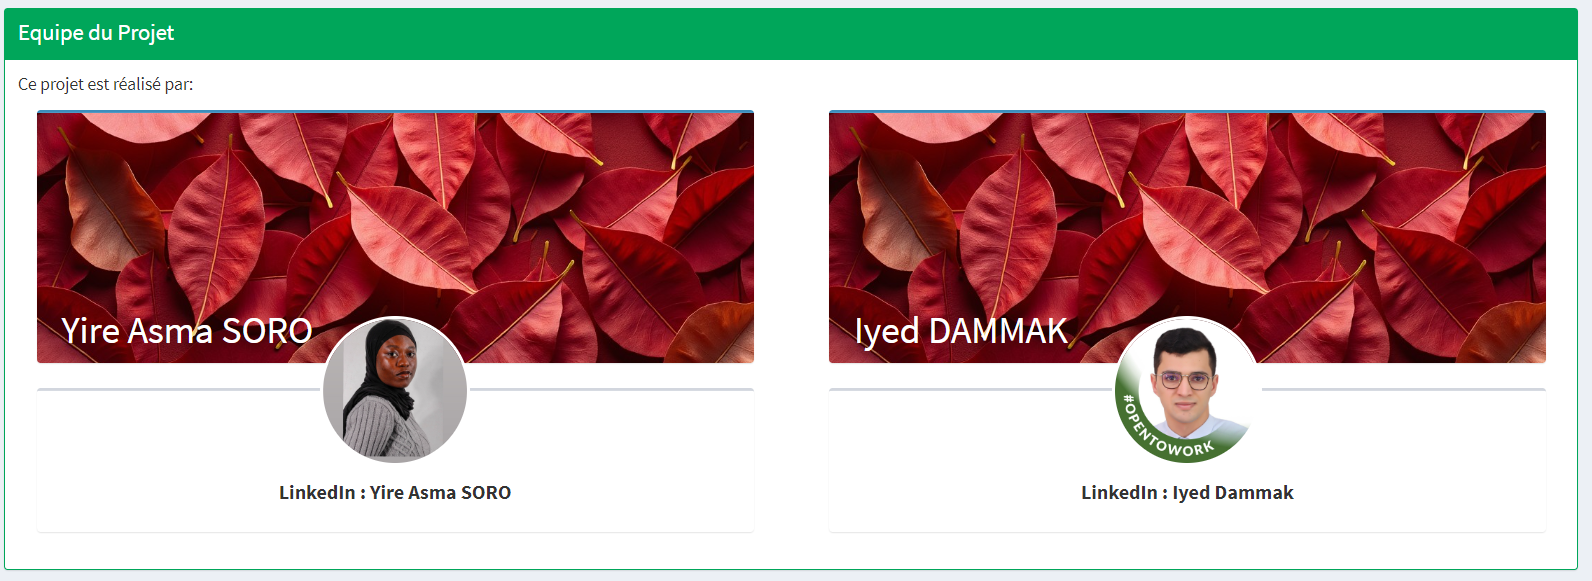 Equipe du Projet
Ce projet est réalisé par:
Yire Asma SORO
Iyed DAMMAK
#OPENTOWORK
LinkedIn : Yire Asma SORO
LinkedIn : Iyed Dammak